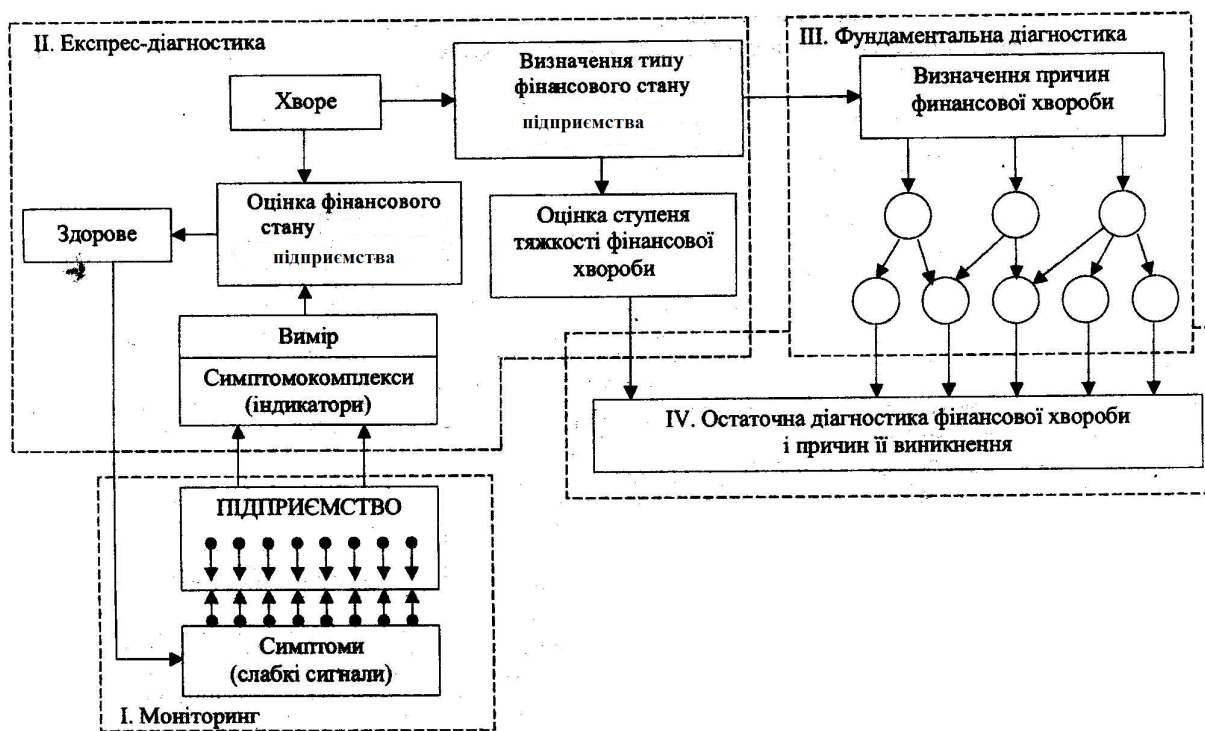 II. Експрес-діагностика
Хворе
Визначення типу
фінансового стану
підприємства
Здорове
Оцінка фінансового
стану
підприємства
Оцінка ступеня
тяжкості фінансової
хвороби
Вимір
Симптомокомплекси
(індикатори)
III. Фундаментальна діагностика
Визначення причин
финансової хвороби
IV. Остаточна діагностика фінансової хвороби
і причин її виникнення
ПІДПРИЄМСТВО
Симптоми
(слабкі сигнали)
I. Моніторинг